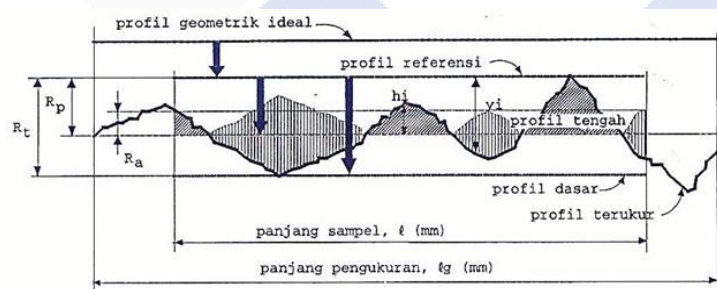 profil geometrik ideal
profil referensi
Rp
hi
yi
Rt
profil tengah
Ra
profil dasar
profil terukur
panjang sampel, ℓ (mm)
panjang pengukuran, ℓg (mm)